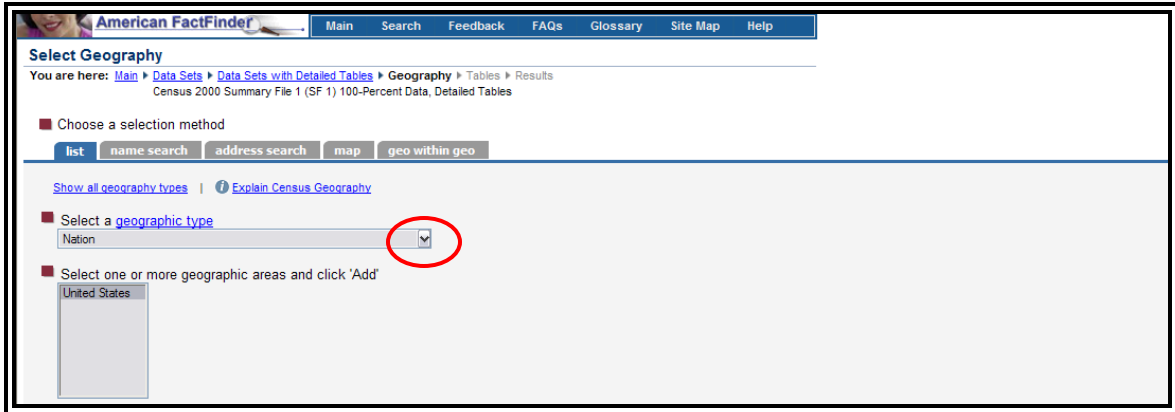 American FactFinder Main Search Feedback FAQs Glossary Site Map Help
Select Geography
You are here: Main Data Sets Data Sets with Detailed Tables Geography Tables Results
Census 2000 Summary File 1 (SF 1) 100-Percent Data, Detailed Tables
Choose a selection method
list name search address search map geo within geo
Show all geography types | Explain Census Geography
Select a geographic type
Nation
Select one or more geographic areas and click 'Add'
United States